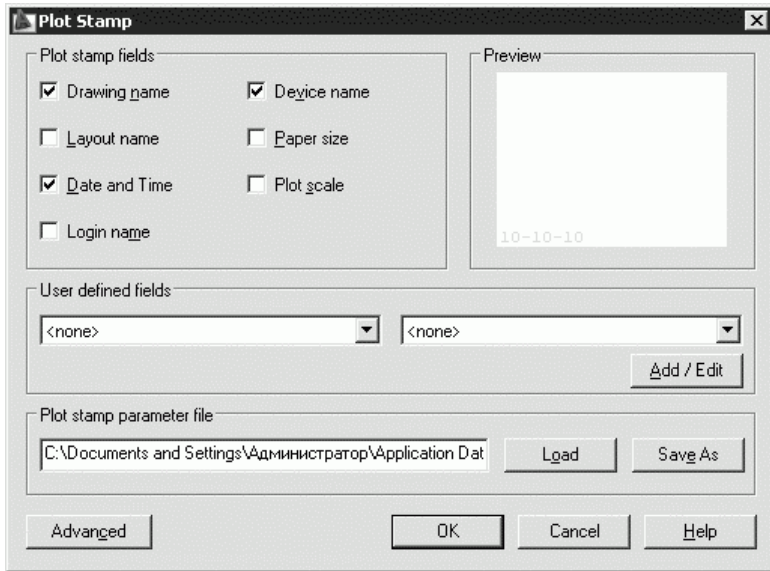 Plot Stamp
Plot stamp fields
Drawing name
Device name
Layout name
Paper size
Date and Time
Plot scale
Login name
Preview
10-10-10
User defined fields
<none>
<none>
Add / Edit
Plot stamp parameter file
C:\Documents and Settings\Администратор\Application Dat
Load
Save As
Advanced
OK
Cancel
Help